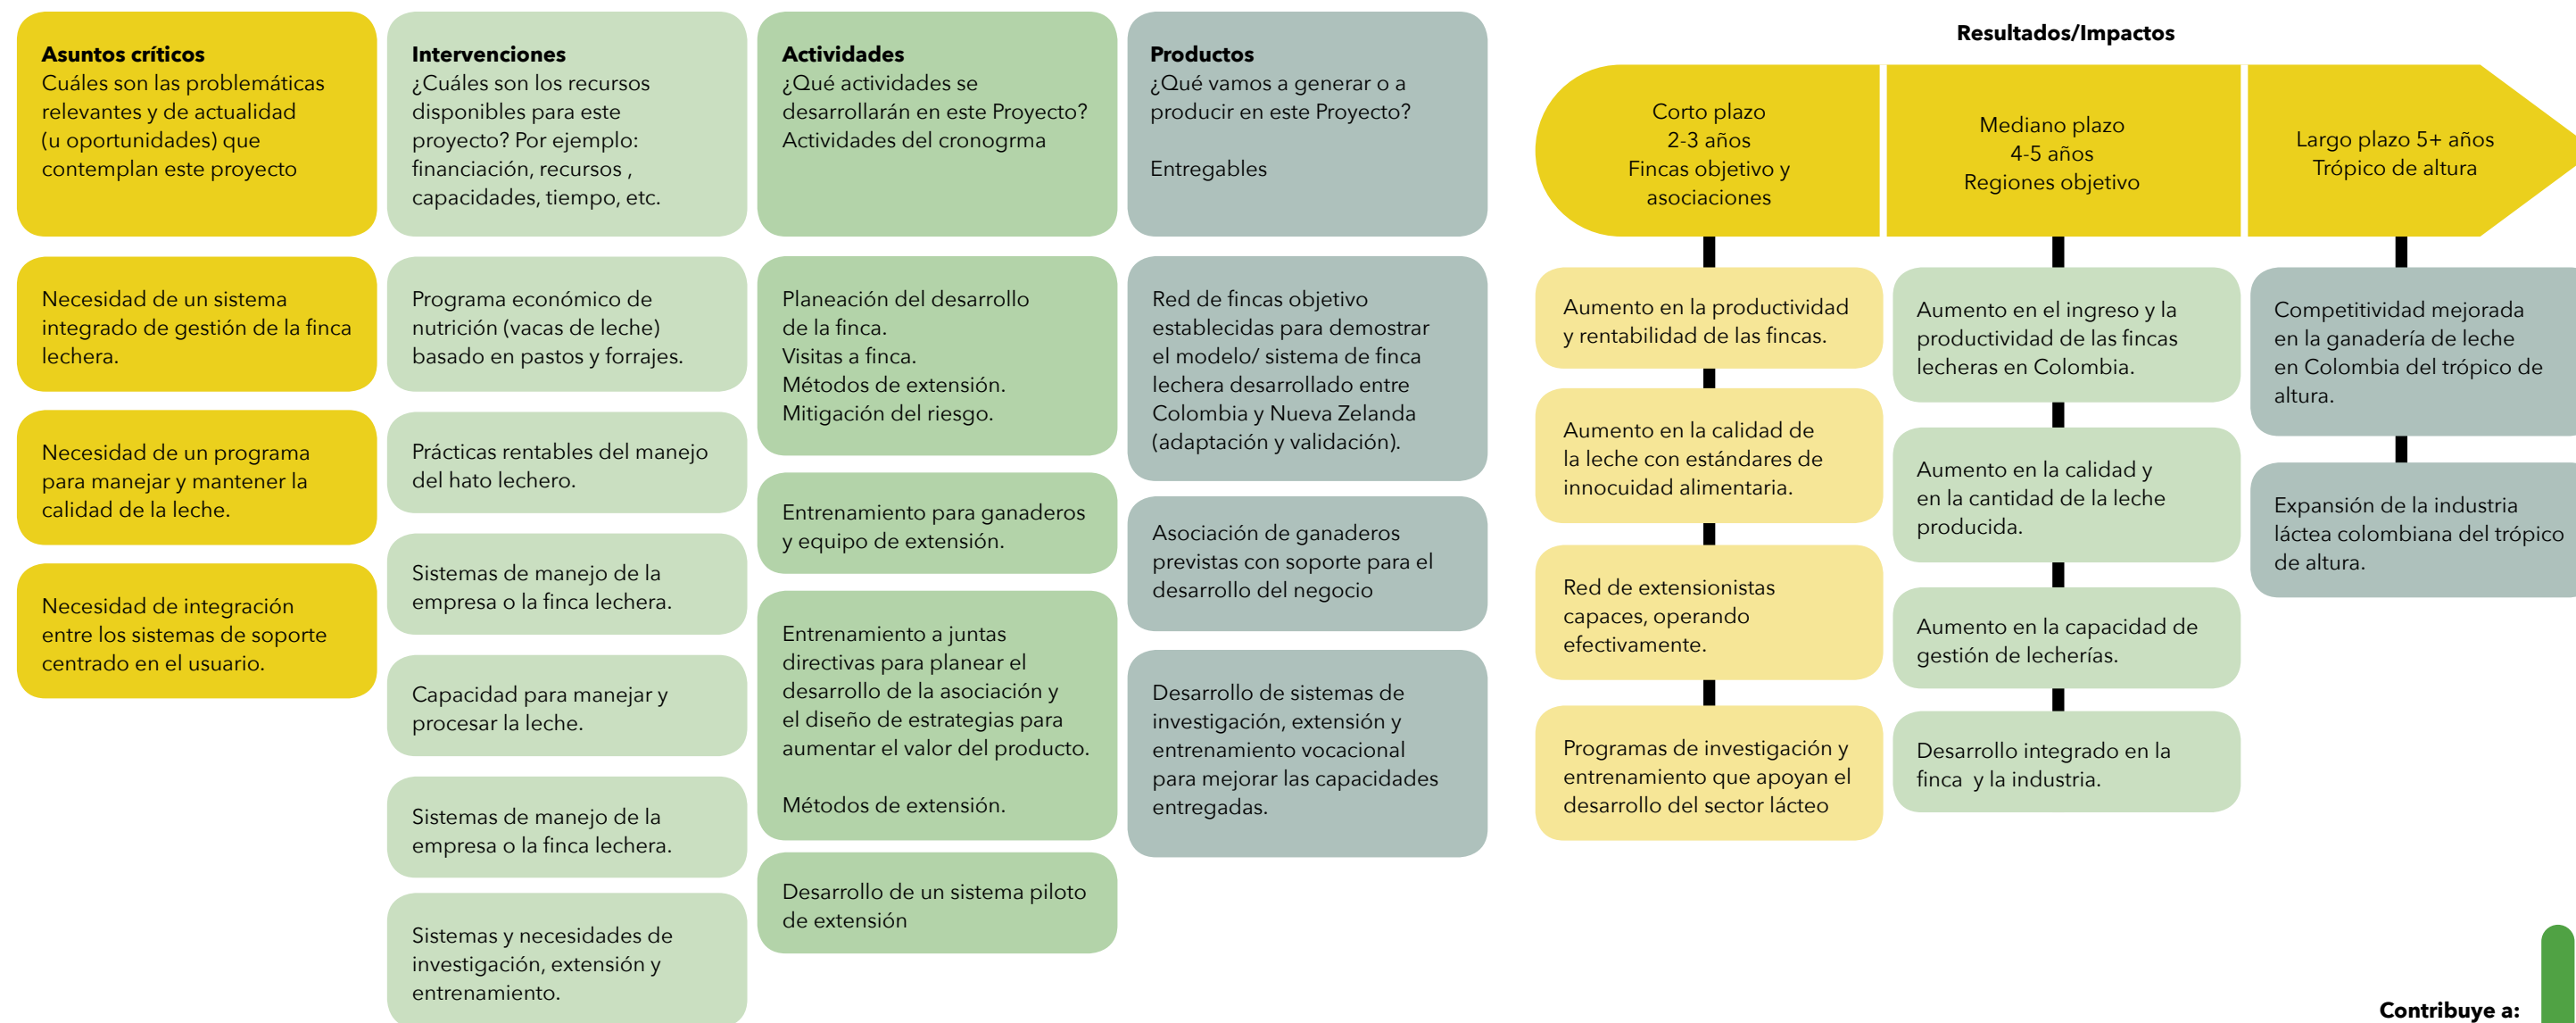 Asuntos críticos
Cuáles son las problemáticas
relevantes y de actualidad
(u oportunidades) que
contemplan este proyecto
Necesidad de un sistema
integrado de gestión de la finca
lechera.
Necesidad de un programa
para manejar y mantener la
calidad de la leche.
Necesidad de integración
entre los sistemas de soporte
centrado en el usuario.
Intervenciones
¿Cuáles son los recursos
disponibles para este
proyecto? Por ejemplo:
financiación, recursos ,
capacidades, tiempo, etc.
Programa económico de
nutrición (vacas de leche)
basado en pastos y forrajes.
Prácticas rentables del manejo
del hato lechero.
Sistemas de manejo de la
empresa o la finca lechera.
Capacidad para manejar y
procesar la leche.
Sistemas de manejo de la
empresa o la finca lechera.
Sistemas y necesidades de
investigación, extensión y
entrenamiento.
Actividades
¿Qué actividades se
desarrollarán en este Proyecto?
Actividades del cronogrma
Planeación del desarrollo
de la finca.
Visitas a finca.
Métodos de extensión.
Mitigación del riesgo.
Entrenamiento para ganaderos
y equipo de extensión.
Entrenamiento a juntas
directivas para planear el
desarrollo de la asociación y
el diseño de estrategias para
aumentar el valor del producto.
Métodos de extensión.
Desarrollo de un sistema piloto
de extensión
Productos
¿Qué vamos a generar o a
producir en este Proyecto?
Entregables
Red de fincas objetivo
establecidas para demostrar
el modelo/ sistema de finca
lechera desarrollado entre
Colombia y Nueva Zelanda
(adaptación y validación).
Asociación de ganaderos
previstas con soporte para el
desarrollo del negocio
Desarrollo de sistemas de
investigación, extensión y
entrenamiento vocacional
para mejorar las capacidades
entregadas.
Resultados/Impactos
Corto plazo
2-3 años
Fincas objetivo y
asociaciones
Aumento en la productividad
y rentabilidad de las fincas.
Aumento en la calidad de
la leche con estándares de
innocuidad alimentaria.
Red de extensionistas
capaces, operando
efectivamente.
Programas de investigación y
entrenamiento que apoyan el
desarrollo del sector lácteo
Mediano plazo
4-5 años
Regiones objetivo
Aumento en el ingreso y la
productividad de las fincas
lecheras en Colombia.
Aumento en la calidad y
en la cantidad de la leche
producida.
Aumento en la capacidad de
gestión de lecherías.
Desarrollo integrado en la
finca y la industria.
Largo plazo 5+ años
Trópico de altura
Competitividad mejorada
en la ganadería de leche
en Colombia del trópico de
altura.
Expansión de la industria
láctea colombiana del trópico
de altura.
Contribuye a: